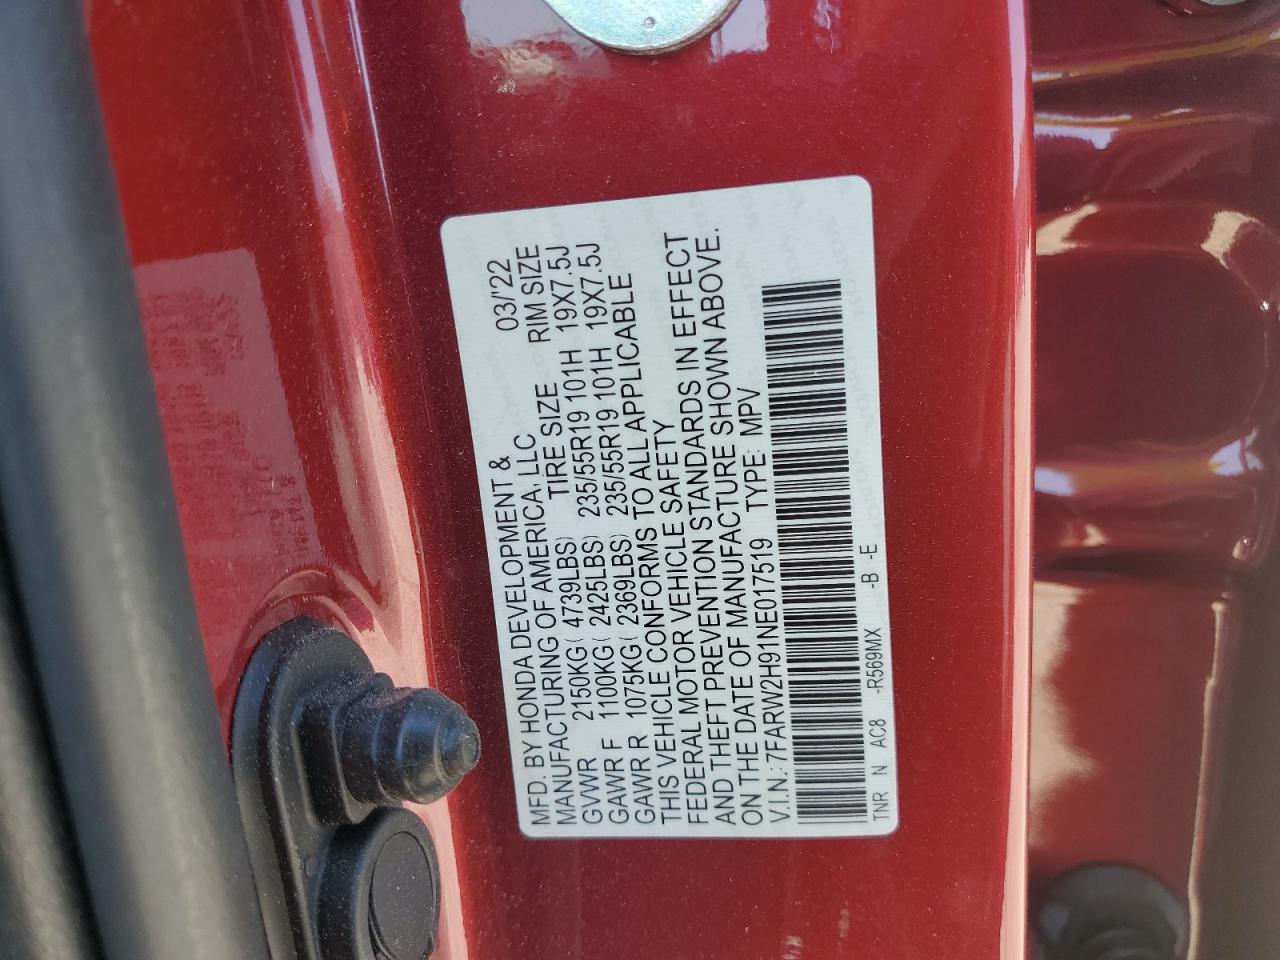 MFD. BY HONDA DEVELOPMENT &
MANUFACTURING OF AMERICA, LLC 03/'22
GVWR 2150KG ( 4739LBS) TIRE SIZE RIM SIZE
GAWR F 1100KG ( 2425LBS) 235/55R19 101H 19X7.5J
GAWR R 1075KG ( 2369LBS) 235/55R19 101H 19X7.5J
THIS VEHICLE CONFORMS TO ALL APPLICABLE
FEDERAL MOTOR VEHICLE SAFETY
AND THEFT PREVENTION STANDARDS IN EFFECT
ON THE DATE OF MANUFACTURE SHOWN ABOVE.
V.I.N.: 7FARW2H91NE017519 TYPE: MPV
TNR N AC8 -R569MX -B -E